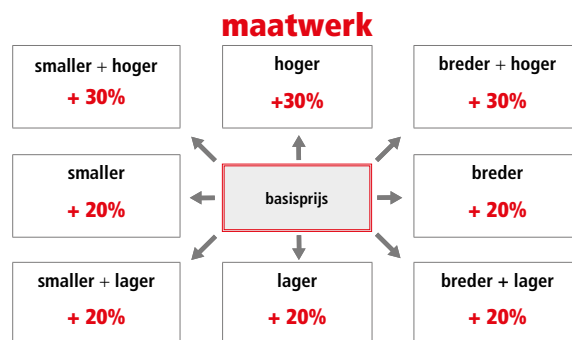 maatwerk
smaller + hoger
+ 30%
hoger
+30%
breder + hoger
+ 30%
smaller
+ 20%
basisprijs
breder
+ 20%
smaller + lager
+ 20%
lager
+ 20%
breder + lager
+ 20%